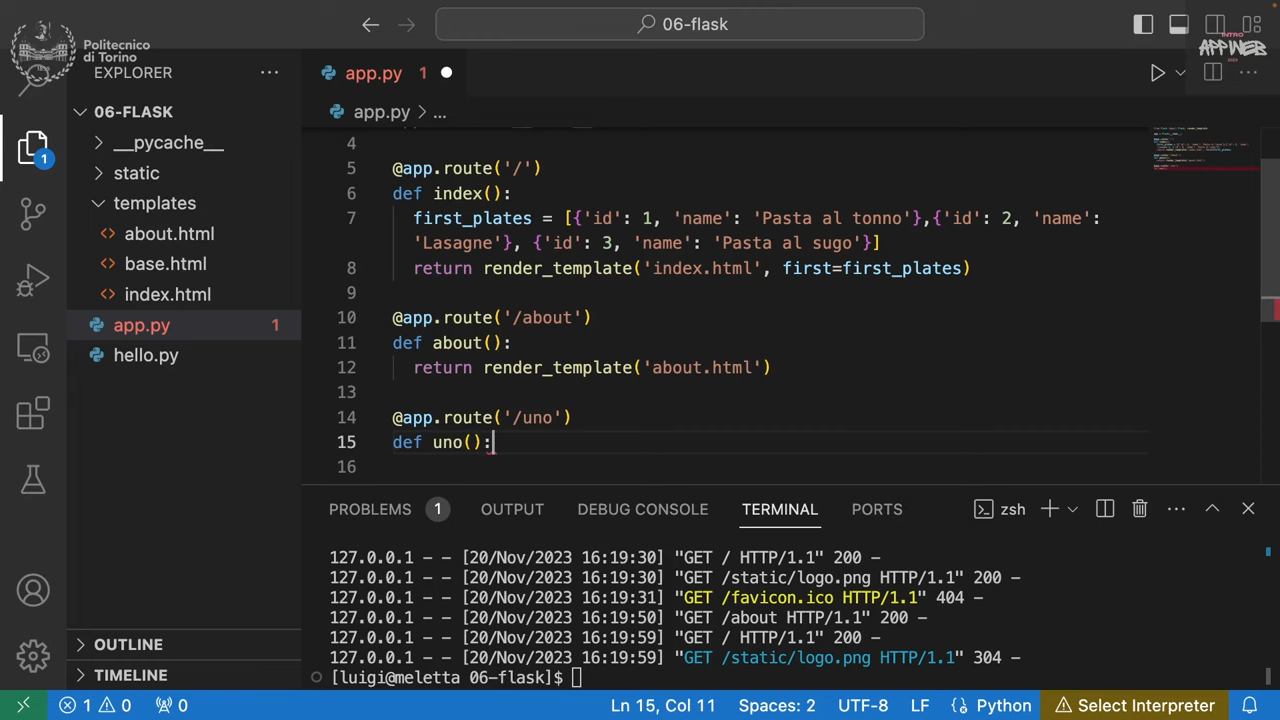 06-flask
Politecnico
di Torino
INTRO
APPWEB
2023
EXPLORER
app.py 1
06-FLASK
app.py > ...
__pycache__
static
templates
about.html
base.html
index.html
app.py 1
hello.py
4
5 @app.route('/')
6 def index():
7 first_plates = [{'id': 1, 'name': 'Pasta al tonno'},{'id': 2, 'name':
'Lasagne'}, {'id': 3, 'name': 'Pasta al sugo'}]
8 return render_template('index.html', first=first_plates)
9
10 @app.route('/about')
11 def about():
12 return render_template('about.html')
13
14 @app.route('/uno')
15 def uno():
16
PROBLEMS 1 OUTPUT DEBUG CONSOLE TERMINAL PORTS zsh
127.0.0.1 - - [20/Nov/2023 16:19:30] "GET / HTTP/1.1" 200 -
127.0.0.1 - - [20/Nov/2023 16:19:30] "GET /static/logo.png HTTP/1.1" 200 -
127.0.0.1 - - [20/Nov/2023 16:19:31] "GET /favicon.ico HTTP/1.1" 404 -
127.0.0.1 - - [20/Nov/2023 16:19:50] "GET /about HTTP/1.1" 200 -
127.0.0.1 - - [20/Nov/2023 16:19:59] "GET / HTTP/1.1" 200 -
127.0.0.1 - - [20/Nov/2023 16:19:59] "GET /static/logo.png HTTP/1.1" 304 -
[luigi@meletta 06-flask]$
OUTLINE
TIMELINE
1 0 0 Ln 15, Col 11 Spaces: 2 UTF-8 LF Python Select Interpreter